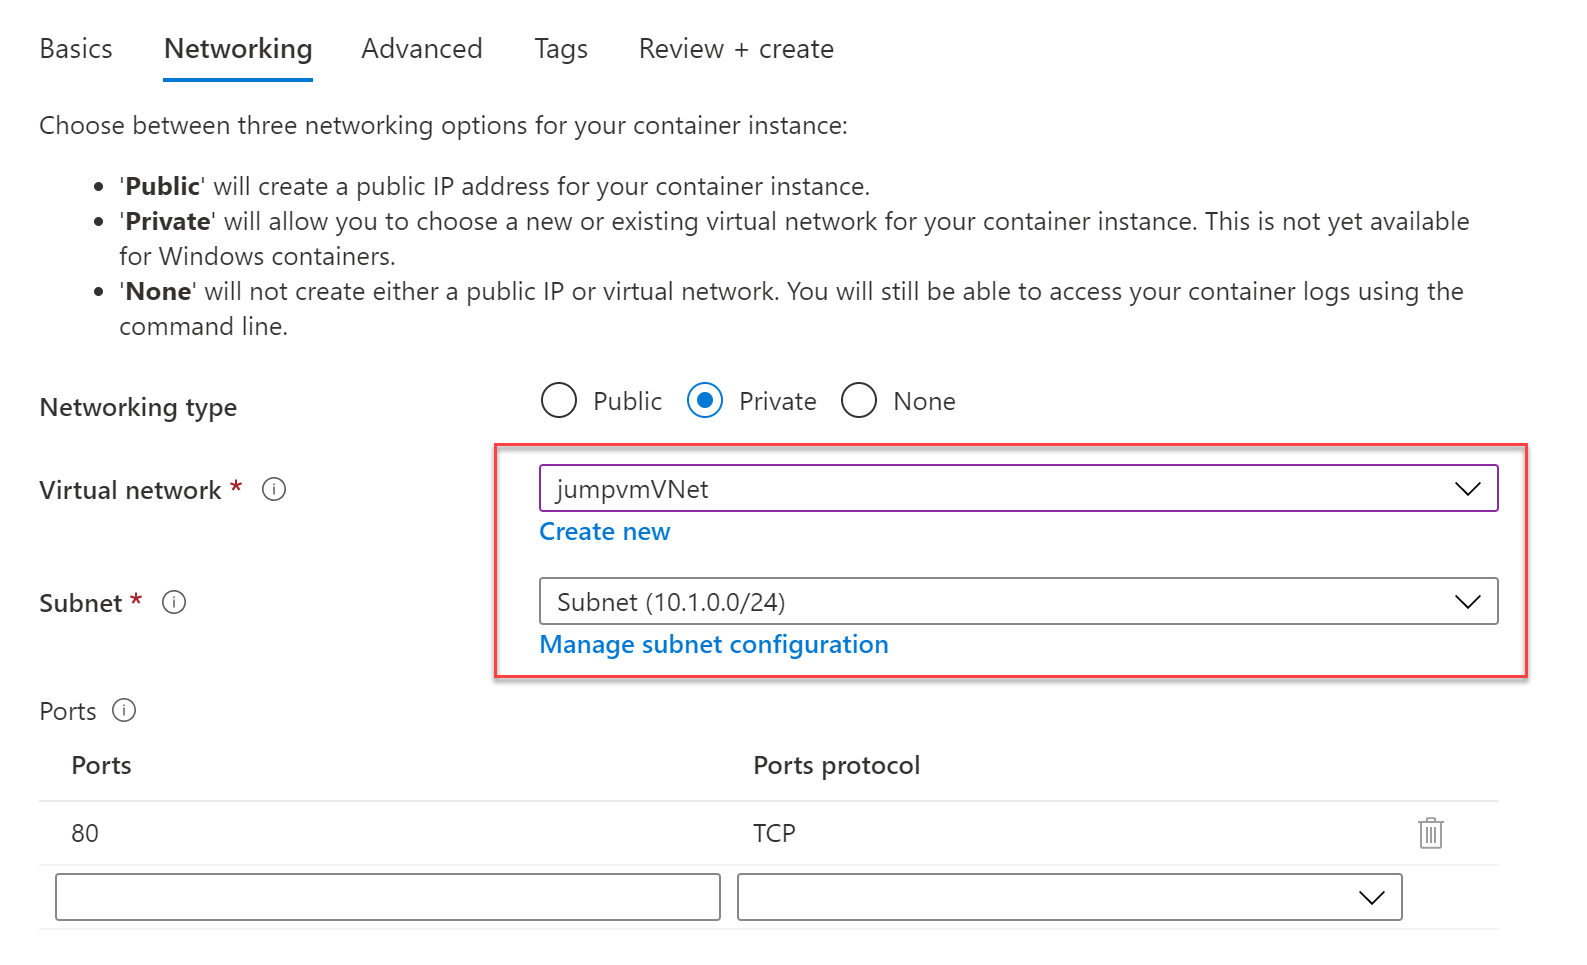 Basics Networking Advanced Tags Review + create
Choose between three networking options for your container instance:
• 'Public' will create a public IP address for your container instance.
• 'Private' will allow you to choose a new or existing virtual network for your container instance. This is not yet available
for Windows containers.
• 'None' will not create either a public IP or virtual network. You will still be able to access your container logs using the
command line.
Networking type Public Private None
Virtual network * jumpvmVNet
Create new
Subnet * Subnet (10.1.0.0/24)
Manage subnet configuration
Ports
Ports Ports protocol
80 TCP